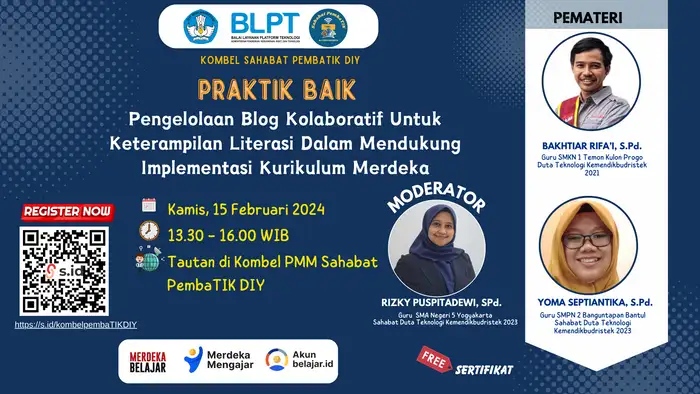 BLPT
BALAI LAYANAN PLATFORM TEKNOLOGI
Sahabat PembaTIK
KOMBEL SAHABAT PEMBATIK DIY
PRAKTIK BAIK
Pengelolaan Blog Kolaboratif Untuk
Keterampilan Literasi Dalam Mendukung
Implementasi Kurikulum Merdeka
REGISTER NOW
s.id
https://s.id/kombelpembaTIKDIY
Kamis, 15 Februari 2024
13.30 - 16.00 WIB
Tautan di Kombel PMM Sahabat
PembaTIK DIY
MODERATOR
RIZKY PUSPITADEWI, SPd.
Guru SMA Negeri 5 Yogyakarta
Sahabat Duta Teknologi Kemendikbudristek 2023
PEMATERI
BAKHTIAR RIFA'I, S.Pd.
Guru SMKN 1 Temon Kulon Progo
Duta Teknologi Kemendikbudristek
2021
YOMA SEPTIANTIKA, S.Pd.
Guru SMPN 2 Banguntapan Bantul
Sahabat Duta Teknologi
Kemendikbudristek 2023
MERDEKA
BELAJAR
Merdeka
Mengajar
Akun
belajar.id
FREE
SERTIFIKAT